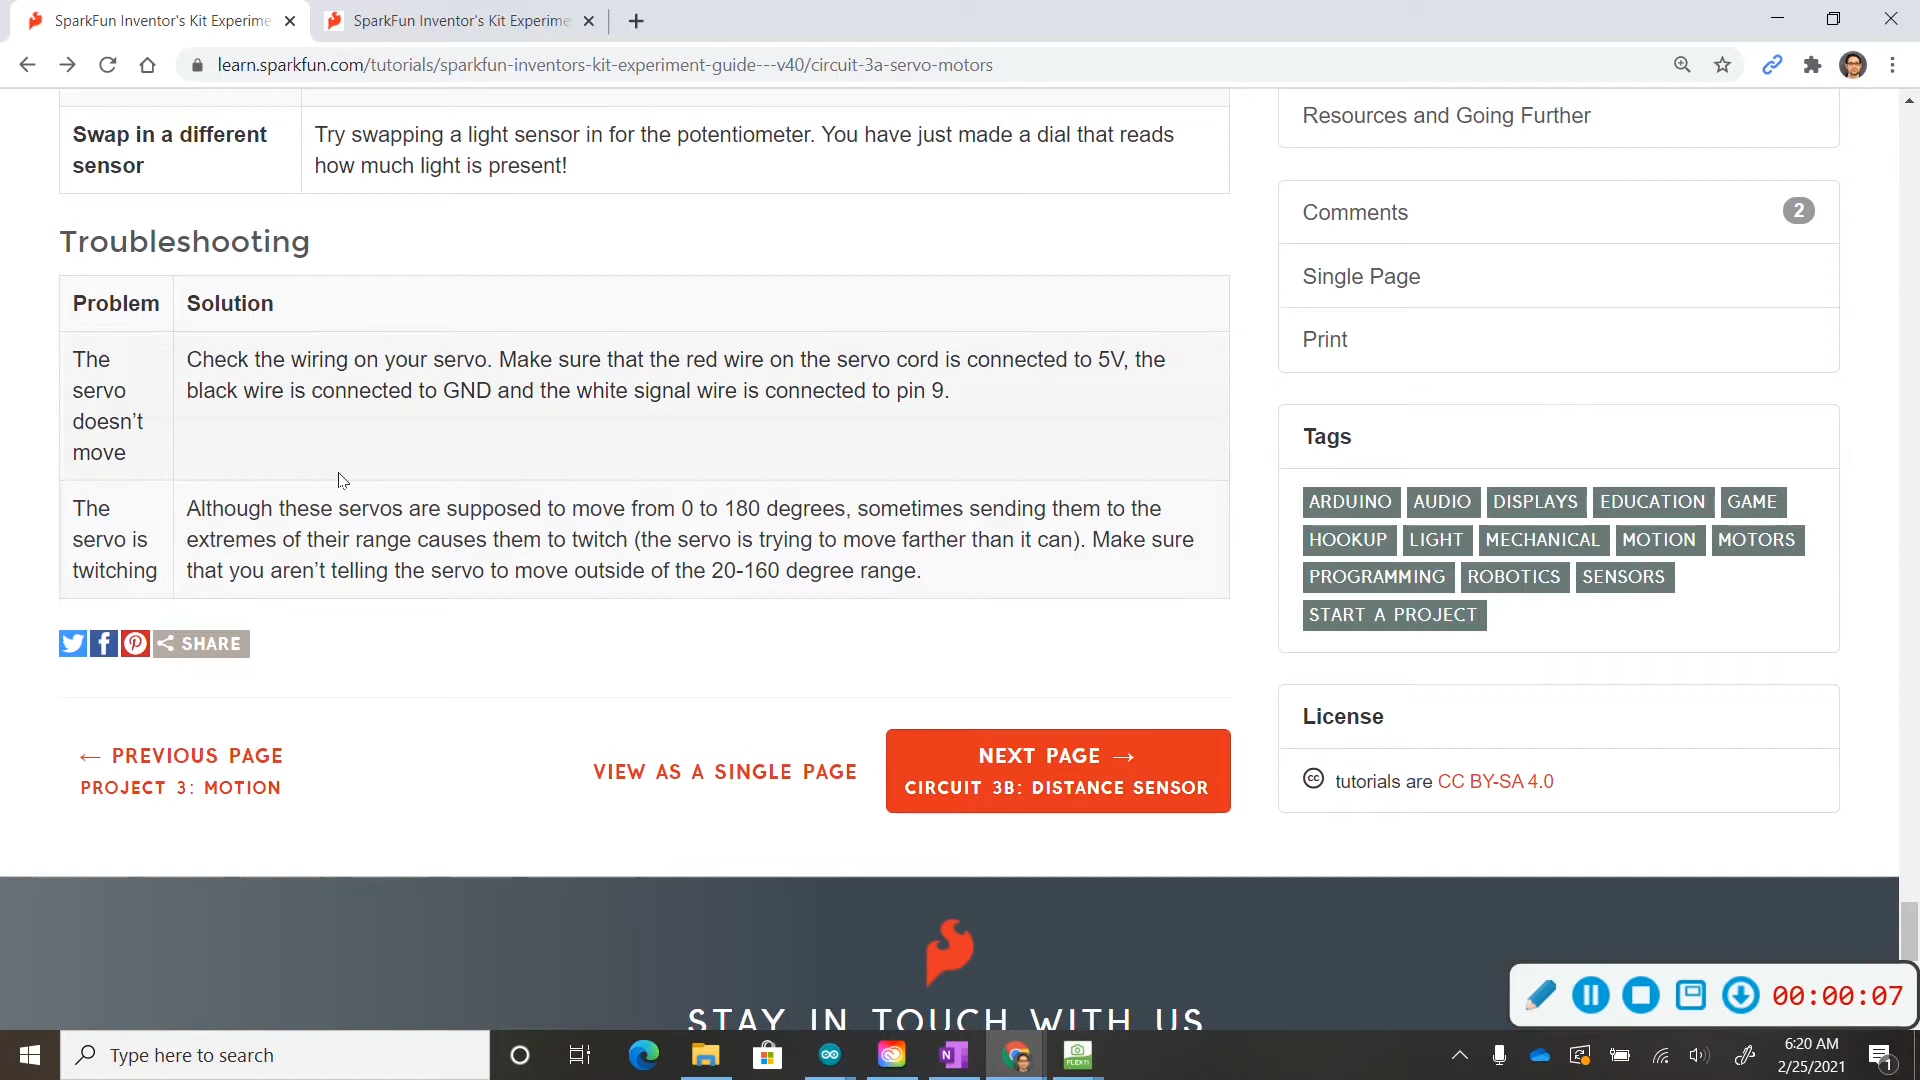 SparkFun Inventor's Kit Experime
SparkFun Inventor's Kit Experime
learn.sparkfun.com/tutorials/sparkfun-inventors-kit-experiment-guide---v40/circuit-3a-servo-motors
Swap in a different
sensor
Try swapping a light sensor in for the potentiometer. You have just made a dial that reads
how much light is present!
Troubleshooting
Problem
Solution
The
servo
doesn’t
move
Check the wiring on your servo. Make sure that the red wire on the servo cord is connected to 5V, the
black wire is connected to GND and the white signal wire is connected to pin 9.
The
servo is
twitching
Although these servos are supposed to move from 0 to 180 degrees, sometimes sending them to the
extremes of their range causes them to twitch (the servo is trying to move farther than it can). Make sure
that you aren’t telling the servo to move outside of the 20-160 degree range.
SHARE
← PREVIOUS PAGE
PROJECT 3: MOTION
VIEW AS A SINGLE PAGE
NEXT PAGE →
CIRCUIT 3B: DISTANCE SENSOR
Resources and Going Further
Comments
2
Single Page
Print
Tags
ARDUINO AUDIO DISPLAYS EDUCATION GAME
HOOKUP LIGHT MECHANICAL MOTION MOTORS
PROGRAMMING ROBOTICS SENSORS
START A PROJECT
License
tutorials are CC BY-SA 4.0
STAY IN TOUCH WITH US
00:00:07
Type here to search
6:20 AM
2/25/2021
1